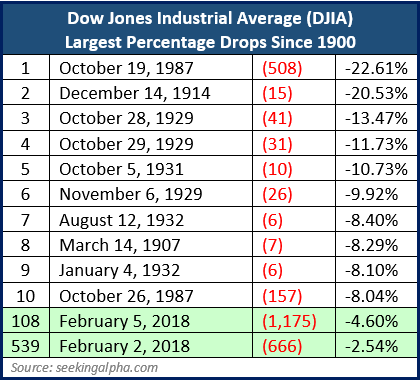 Dow Jones Industrial Average (DJIA)
Largest Percentage Drops Since 1900
1 October 19, 1987 (508) -22.61%
2 December 14, 1914 (15) -20.53%
3 October 28, 1929 (41) -13.47%
4 October 29, 1929 (31) -11.73%
5 October 5, 1931 (10) -10.73%
6 November 6, 1929 (26) -9.92%
7 August 12, 1932 (6) -8.40%
8 March 14, 1907 (7) -8.29%
9 January 4, 1932 (6) -8.10%
10 October 26, 1987 (157) -8.04%
108 February 5, 2018 (1,175) -4.60%
539 February 2, 2018 (666) -2.54%
Source: seekingalpha.com